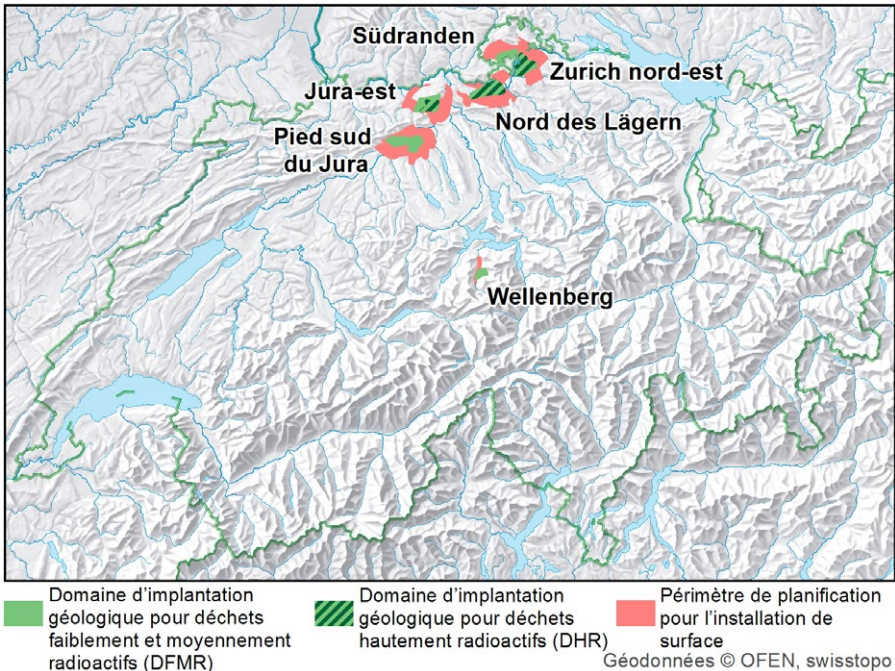 Südranden
Zurich nord-est
Jura-est
Nord des Lägern
Pied sud
du Jura
Wellenberg
Domaine d'implantation
géologique pour déchets
faiblement et moyennement
radioactifs (DFMR)
Domaine d'implantation
géologique pour déchets
hautement radioactifs (DHR)
Périmètre de planification
pour l'installation de
surface
Géodonnées © OFEN, swisstopo